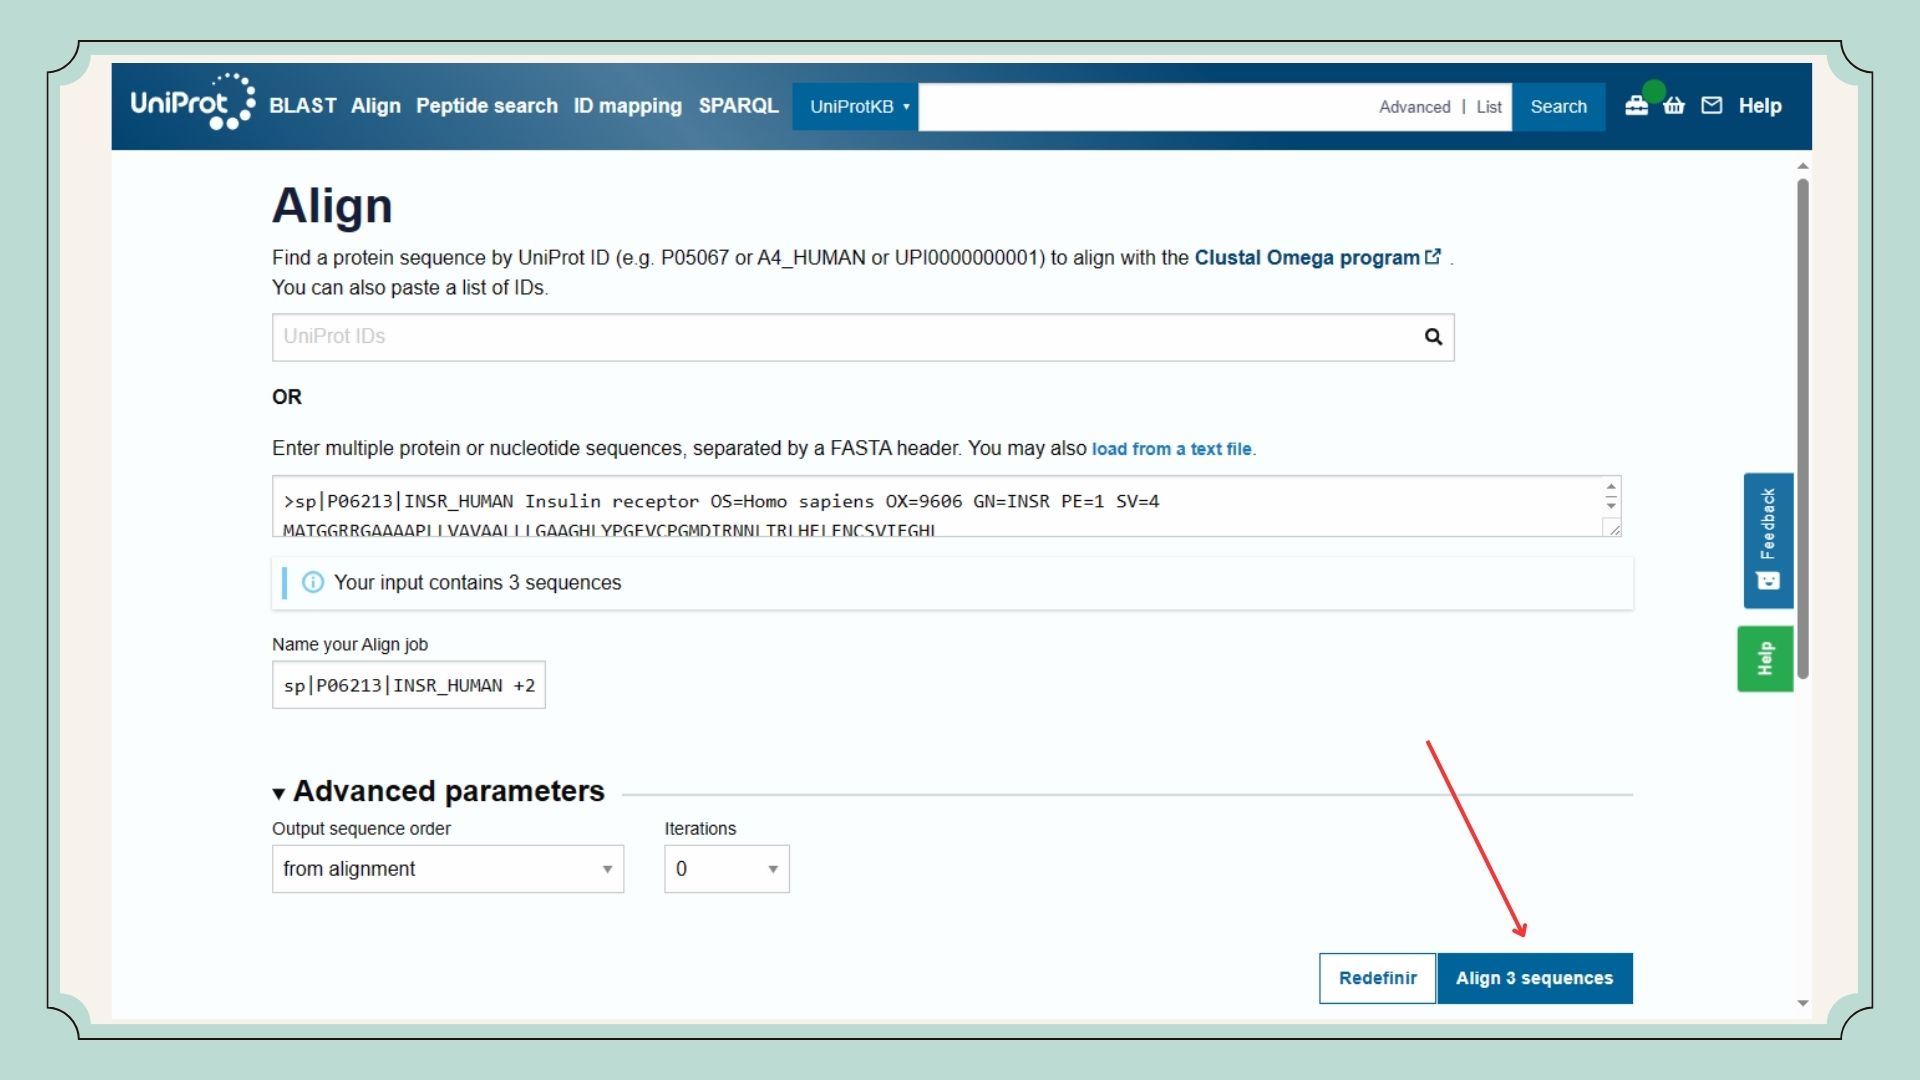 UniProt BLAST Align Peptide search ID mapping SPARQL UniProtKB Advanced | List Search Help
Align
Find a protein sequence by UniProt ID (e.g. P05067 or A4_HUMAN or UPI0000000001) to align with the Clustal Omega program .
You can also paste a list of IDs.
UniProt IDs
OR
Enter multiple protein or nucleotide sequences, separated by a FASTA header. You may also load from a text file.
>sp|P06213|INSR_HUMAN Insulin receptor OS=Homo sapiens OX=9606 GN=INSR PE=1 SV=4
MATGGRRGAAAAPLLVAVAALLLGAAGHLYPGEVCPGMDIRNNLTRLHELENCSVIEGHL
Your input contains 3 sequences
Feedback
Name your Align job
sp|P06213|INSR_HUMAN +2
Help
Advanced parameters
Output sequence order Iterations
from alignment 0
Redefinir Align 3 sequences